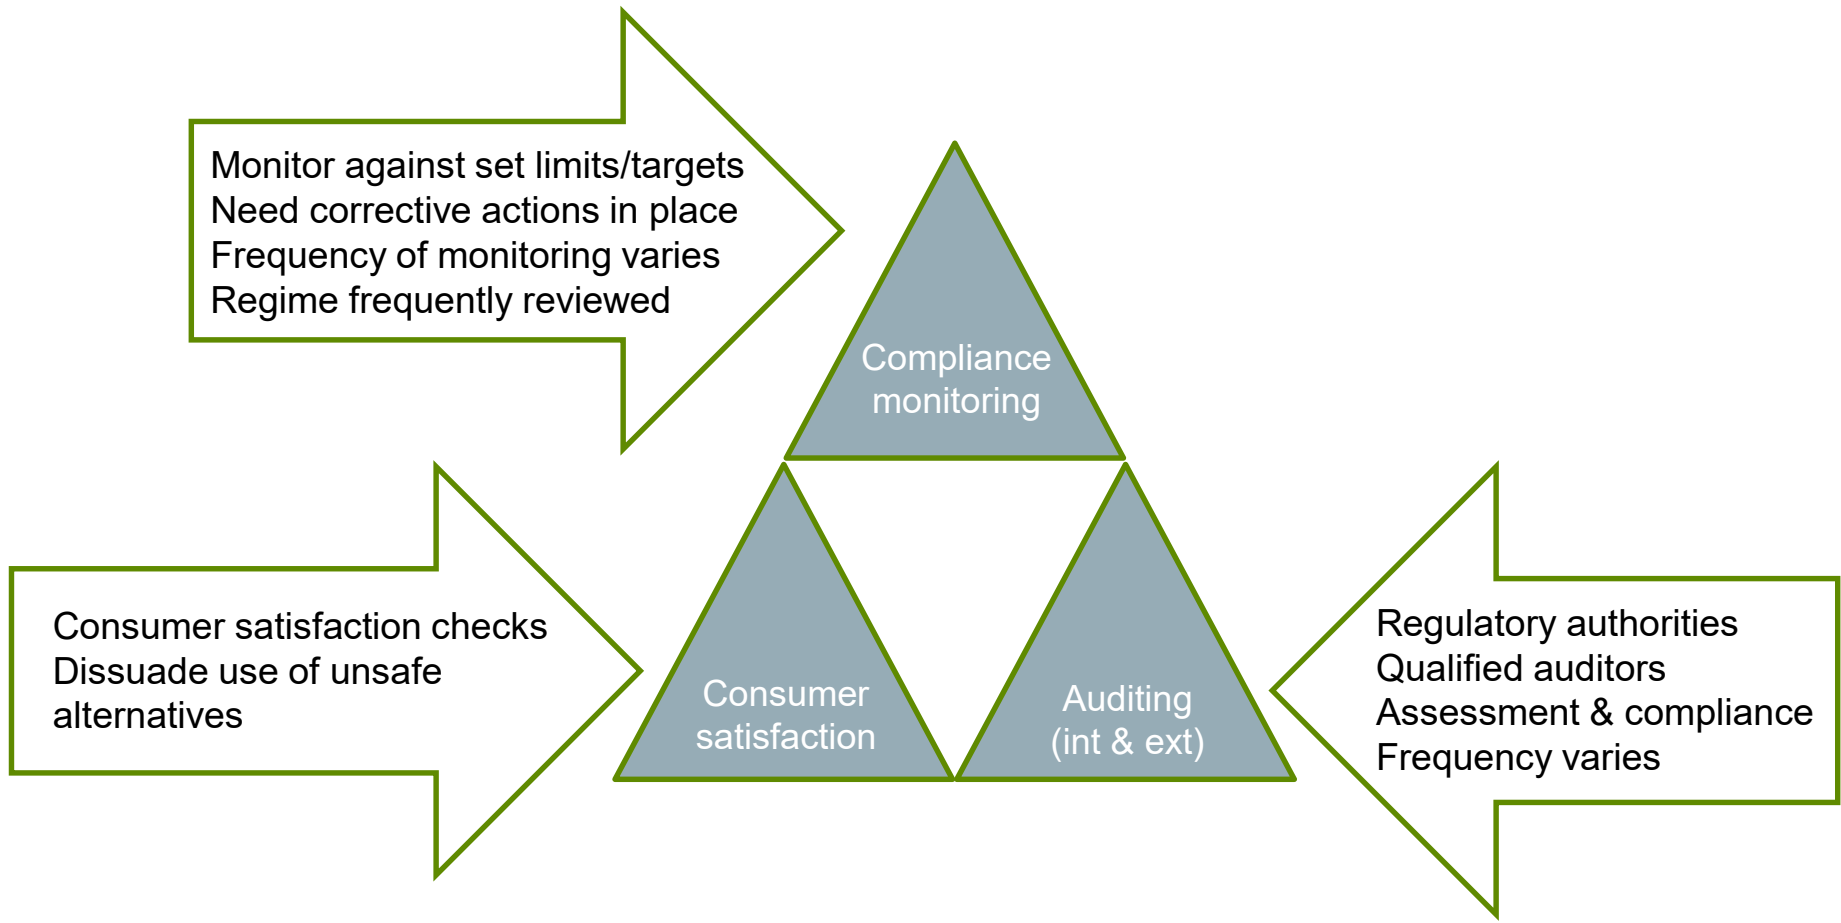 Monitor against set limits/targets
Need corrective actions in place
Frequency of monitoring varies
Regime frequently reviewed
Compliance
monitoring
Consumer satisfaction checks
Dissuade use of unsafe
alternatives
Consumer
satisfaction
Auditing
(int & ext)
Regulatory authorities
Qualified auditors
Assessment & compliance
Frequency varies